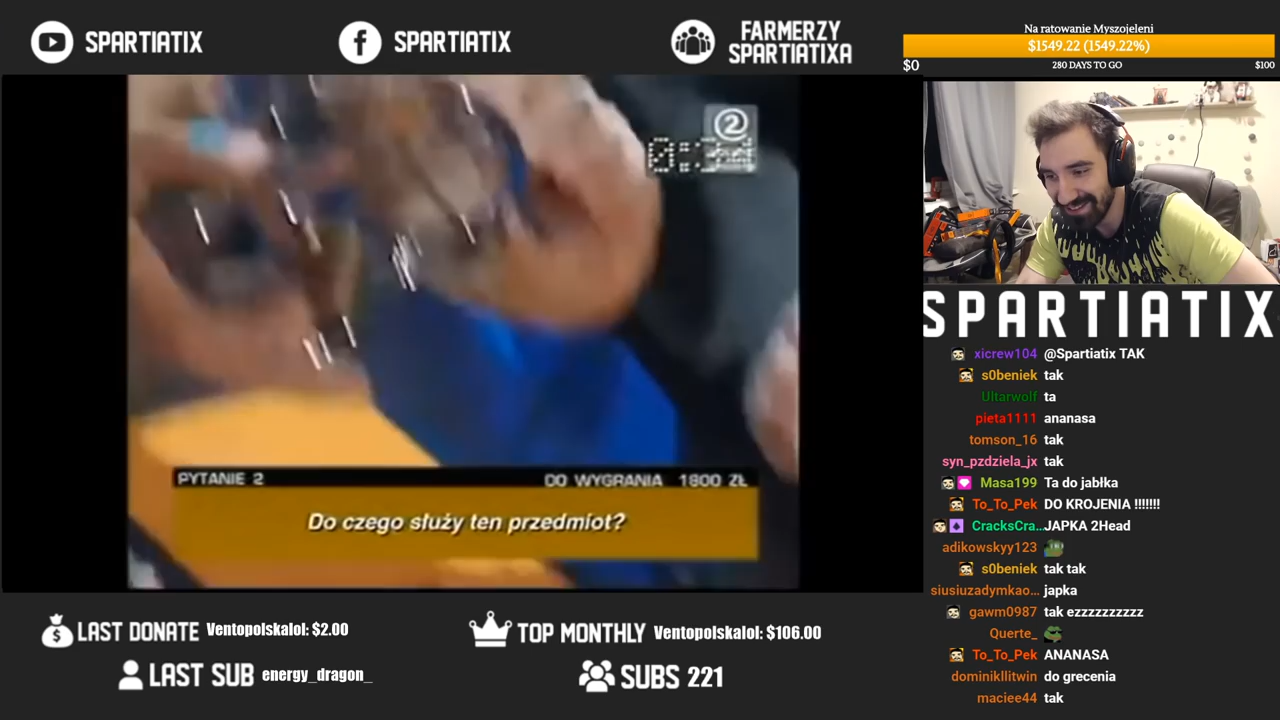 SPARTIATIX
SPARTIATIX
FARMERZY
SPARTIATIXA
Na ratowanie Myszojeleni
$1549.22 (1549.22%)
$0
280 DAYS TO GO
$100
2
PYTANIE 2
DO WYGRANIA 1800 ZŁ
Do czego służy ten przedmiot?
SPARTIATIX
xicrew104 @Spartiatix TAK
s0beniek tak
Ultarwolf ta
pieta1111 ananasa
tomson_16 tak
syn_pzdziela_jx tak
Masa199 Ta do jabłka
To_To_Pek DO KROJENIA !!!!!!!
CracksCra... JAPKA 2Head
adikowskyy123
s0beniek tak tak
siusiuzadymkao... japka
gawm0987 tak ezzzzzzzzzz
Querte_
To_To_Pek ANANASA
dominikllitwin do grecenia
maciee44 tak
LAST DONATE Ventopolskalol: $2.00
TOP MONTHLY Ventopolskalol: $106.00
LAST SUB energy_dragon_
SUBS 221